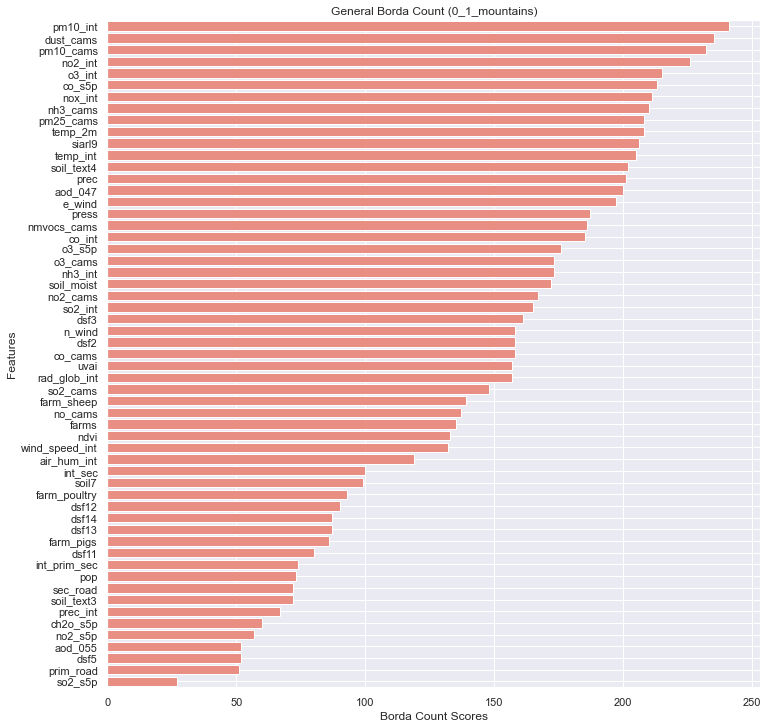 General Borda Count (0_1_mountains)
pm10_int
dust_cams
pm10_cams
no2_int
o3_int
co_s5p
nox_int
nh3_cams
pm25_cams
temp_2m
siarl9
temp_int
soil_text4
prec
aod_047
e_wind
press
nmvocs_cams
co_int
o3_s5p
o3_cams
nh3_int
soil_moist
no2_cams
so2_int
dsf3
n_wind
dsf2
co_cams
uvai
rad_glob_int
so2_cams
farm_sheep
no_cams
farms
ndvi
wind_speed_int
air_hum_int
int_sec
soil7
farm_poultry
dsf12
dsf14
dsf13
farm_pigs
dsf11
int_prim_sec
pop
sec_road
soil_text3
prec_int
ch2o_s5p
no2_s5p
aod_055
dsf5
prim_road
so2_s5p
Features
0 50 100 150 200 250
Borda Count Scores